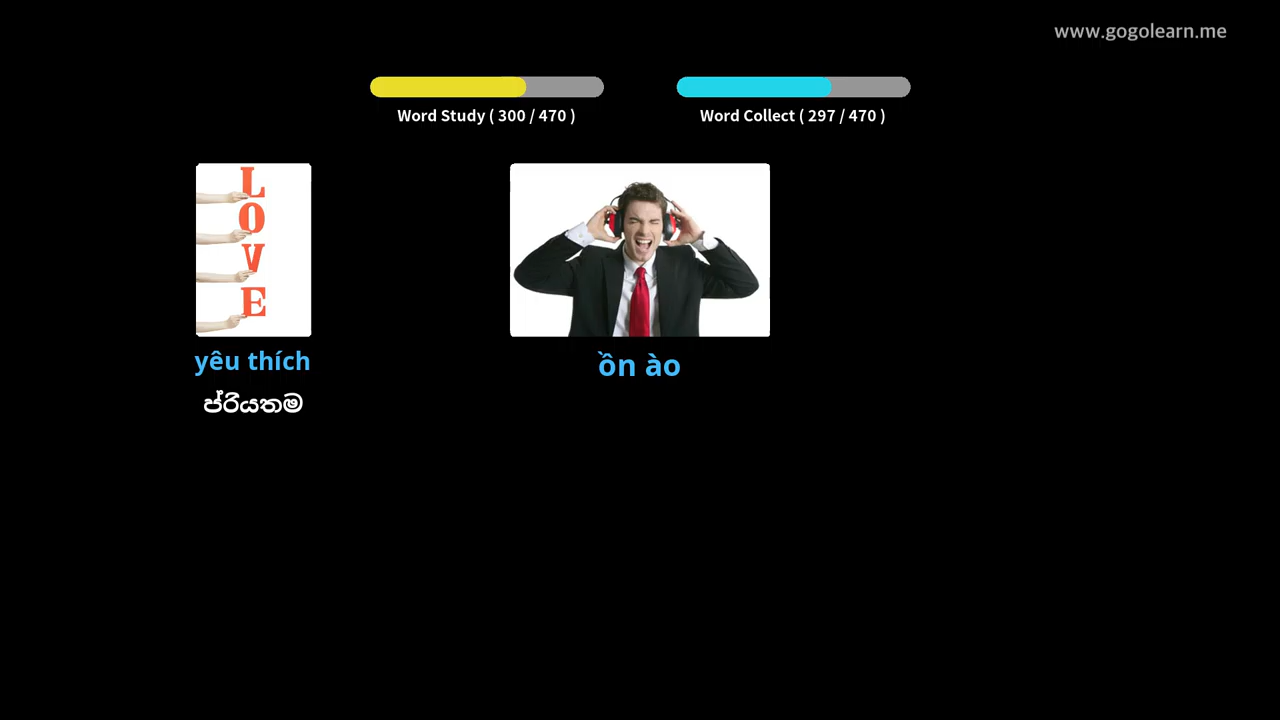 www.gogolearn.me
Word Study ( 300 / 470 )
Word Collect ( 297 / 470 )
L
O
V
E
yêu thích
ồn ào
ප්රියතම